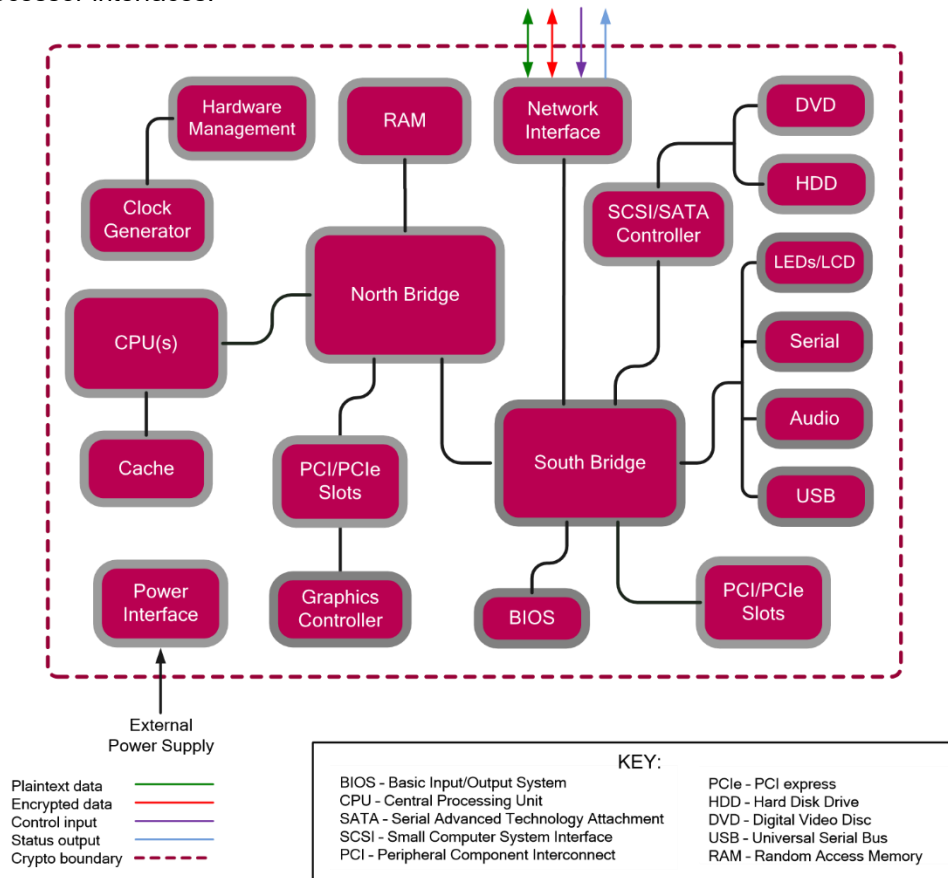 Hardware
Management
RAM
Network
Interface
DVD
HDD
Clock
Generator
SCSI/SATA
Controller
LEDs/LCD
North Bridge
CPU(s)
Serial
Audio
Cache
PCI/PCIe
Slots
South Bridge
USB
Power
Interface
Graphics
Controller
BIOS
PCI/PCIe
Slots
External
Power Supply
Plaintext data
Encrypted data
Control input
Status output
Crypto boundary
KEY:
BIOS - Basic Input/Output System
CPU - Central Processing Unit
SATA - Serial Advanced Technology Attachment
SCSI - Small Computer System Interface
PCI - Peripheral Component Interconnect
PCIe - PCI express
HDD - Hard Disk Drive
DVD - Digital Video Disc
USB - Universal Serial Bus
RAM - Random Access Memory